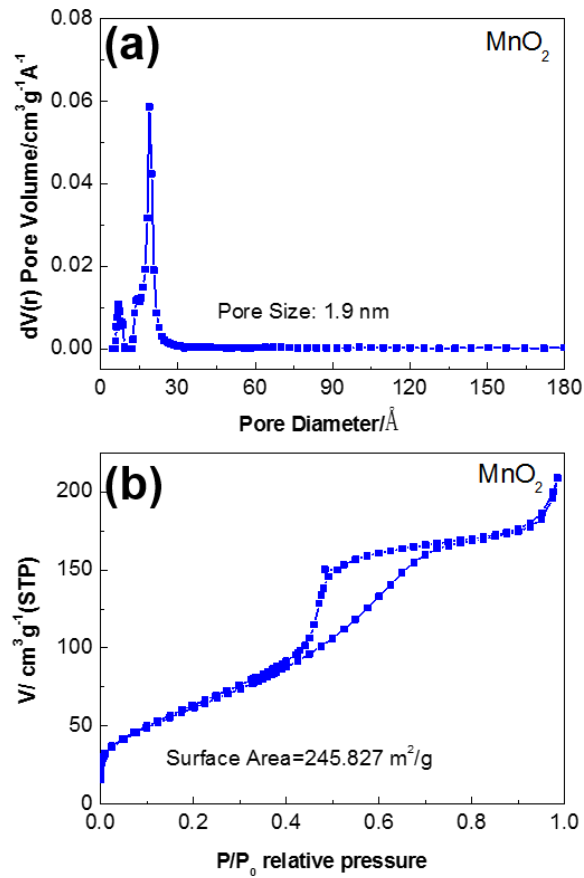 (a)
MnO₂
dV(r) Pore Volume/cm³g⁻¹A⁻¹
0.08
0.06
0.04
0.02
0.00
Pore Size: 1.9 nm
0 30 60 90 120 150 180
Pore Diameter/Å
(b)
MnO₂
V/ cm³g⁻¹(STP)
200
150
100
50
0
Surface Area=245.827 m²/g
0.0 0.2 0.4 0.6 0.8 1.0
P/P₀ relative pressure